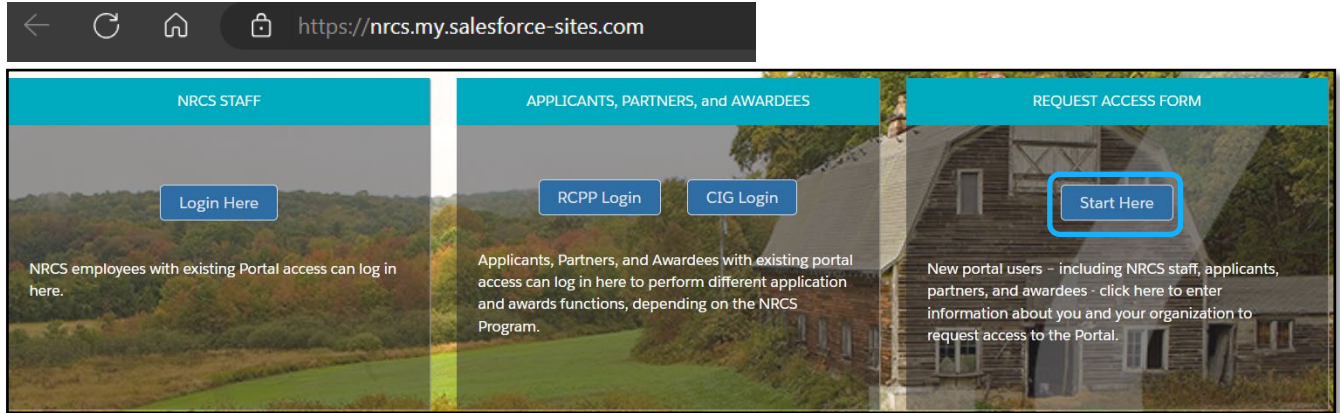 https://nrcs.my.salesforce-sites.com
NRCS STAFF
Login Here
NRCS employees with existing Portal access can log in
here.
APPLICANTS, PARTNERS, and AWARDEES
RCPP Login
CIG Login
Applicants, Partners, and Awardees with existing portal
access can log in here to perform different application
and awards functions, depending on the NRCS
Program.
REQUEST ACCESS FORM
Start Here
New portal users – including NRCS staff, applicants,
partners, and awardees - click here to enter
information about you and your organization to
request access to the Portal.